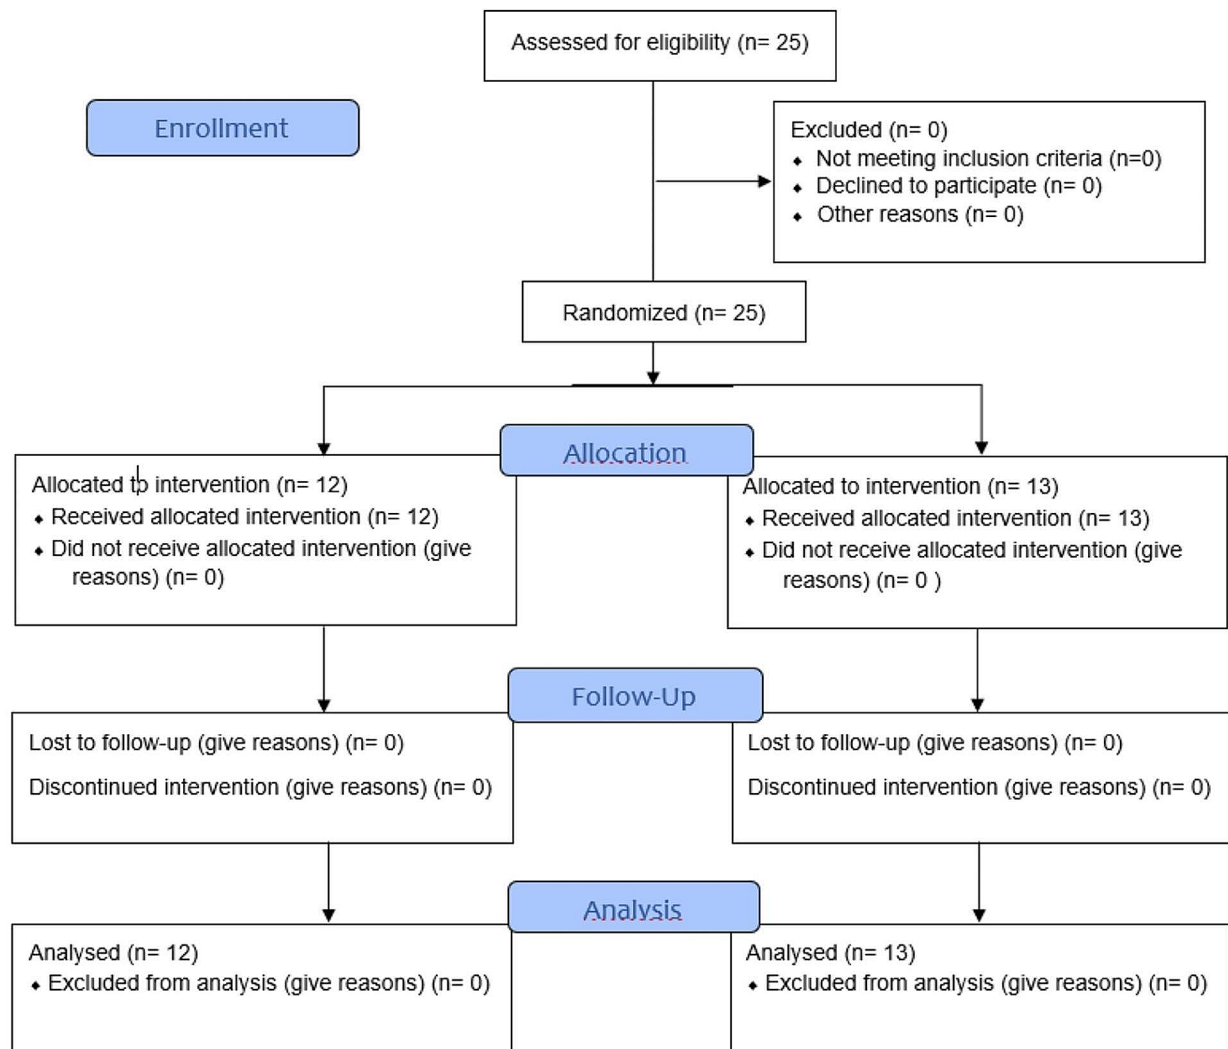 Assessed for eligibility (n= 25)
Enrollment
Excluded (n= 0)
⬥ Not meeting inclusion criteria (n=0)
⬥ Declined to participate (n= 0)
⬥ Other reasons (n= 0)
Randomized (n= 25)
Allocation
Allocated to intervention (n= 12)
⬥ Received allocated intervention (n= 12)
⬥ Did not receive allocated intervention (give
reasons) (n= 0)
Allocated to intervention (n= 13)
⬥ Received allocated intervention (n= 13)
⬥ Did not receive allocated intervention (give
reasons) (n= 0 )
Follow-Up
Lost to follow-up (give reasons) (n= 0)
Discontinued intervention (give reasons) (n= 0)
Lost to follow-up (give reasons) (n= 0)
Discontinued intervention (give reasons) (n= 0)
Analysis
Analysed (n= 12)
⬥ Excluded from analysis (give reasons) (n= 0)
Analysed (n= 13)
⬥ Excluded from analysis (give reasons) (n= 0)